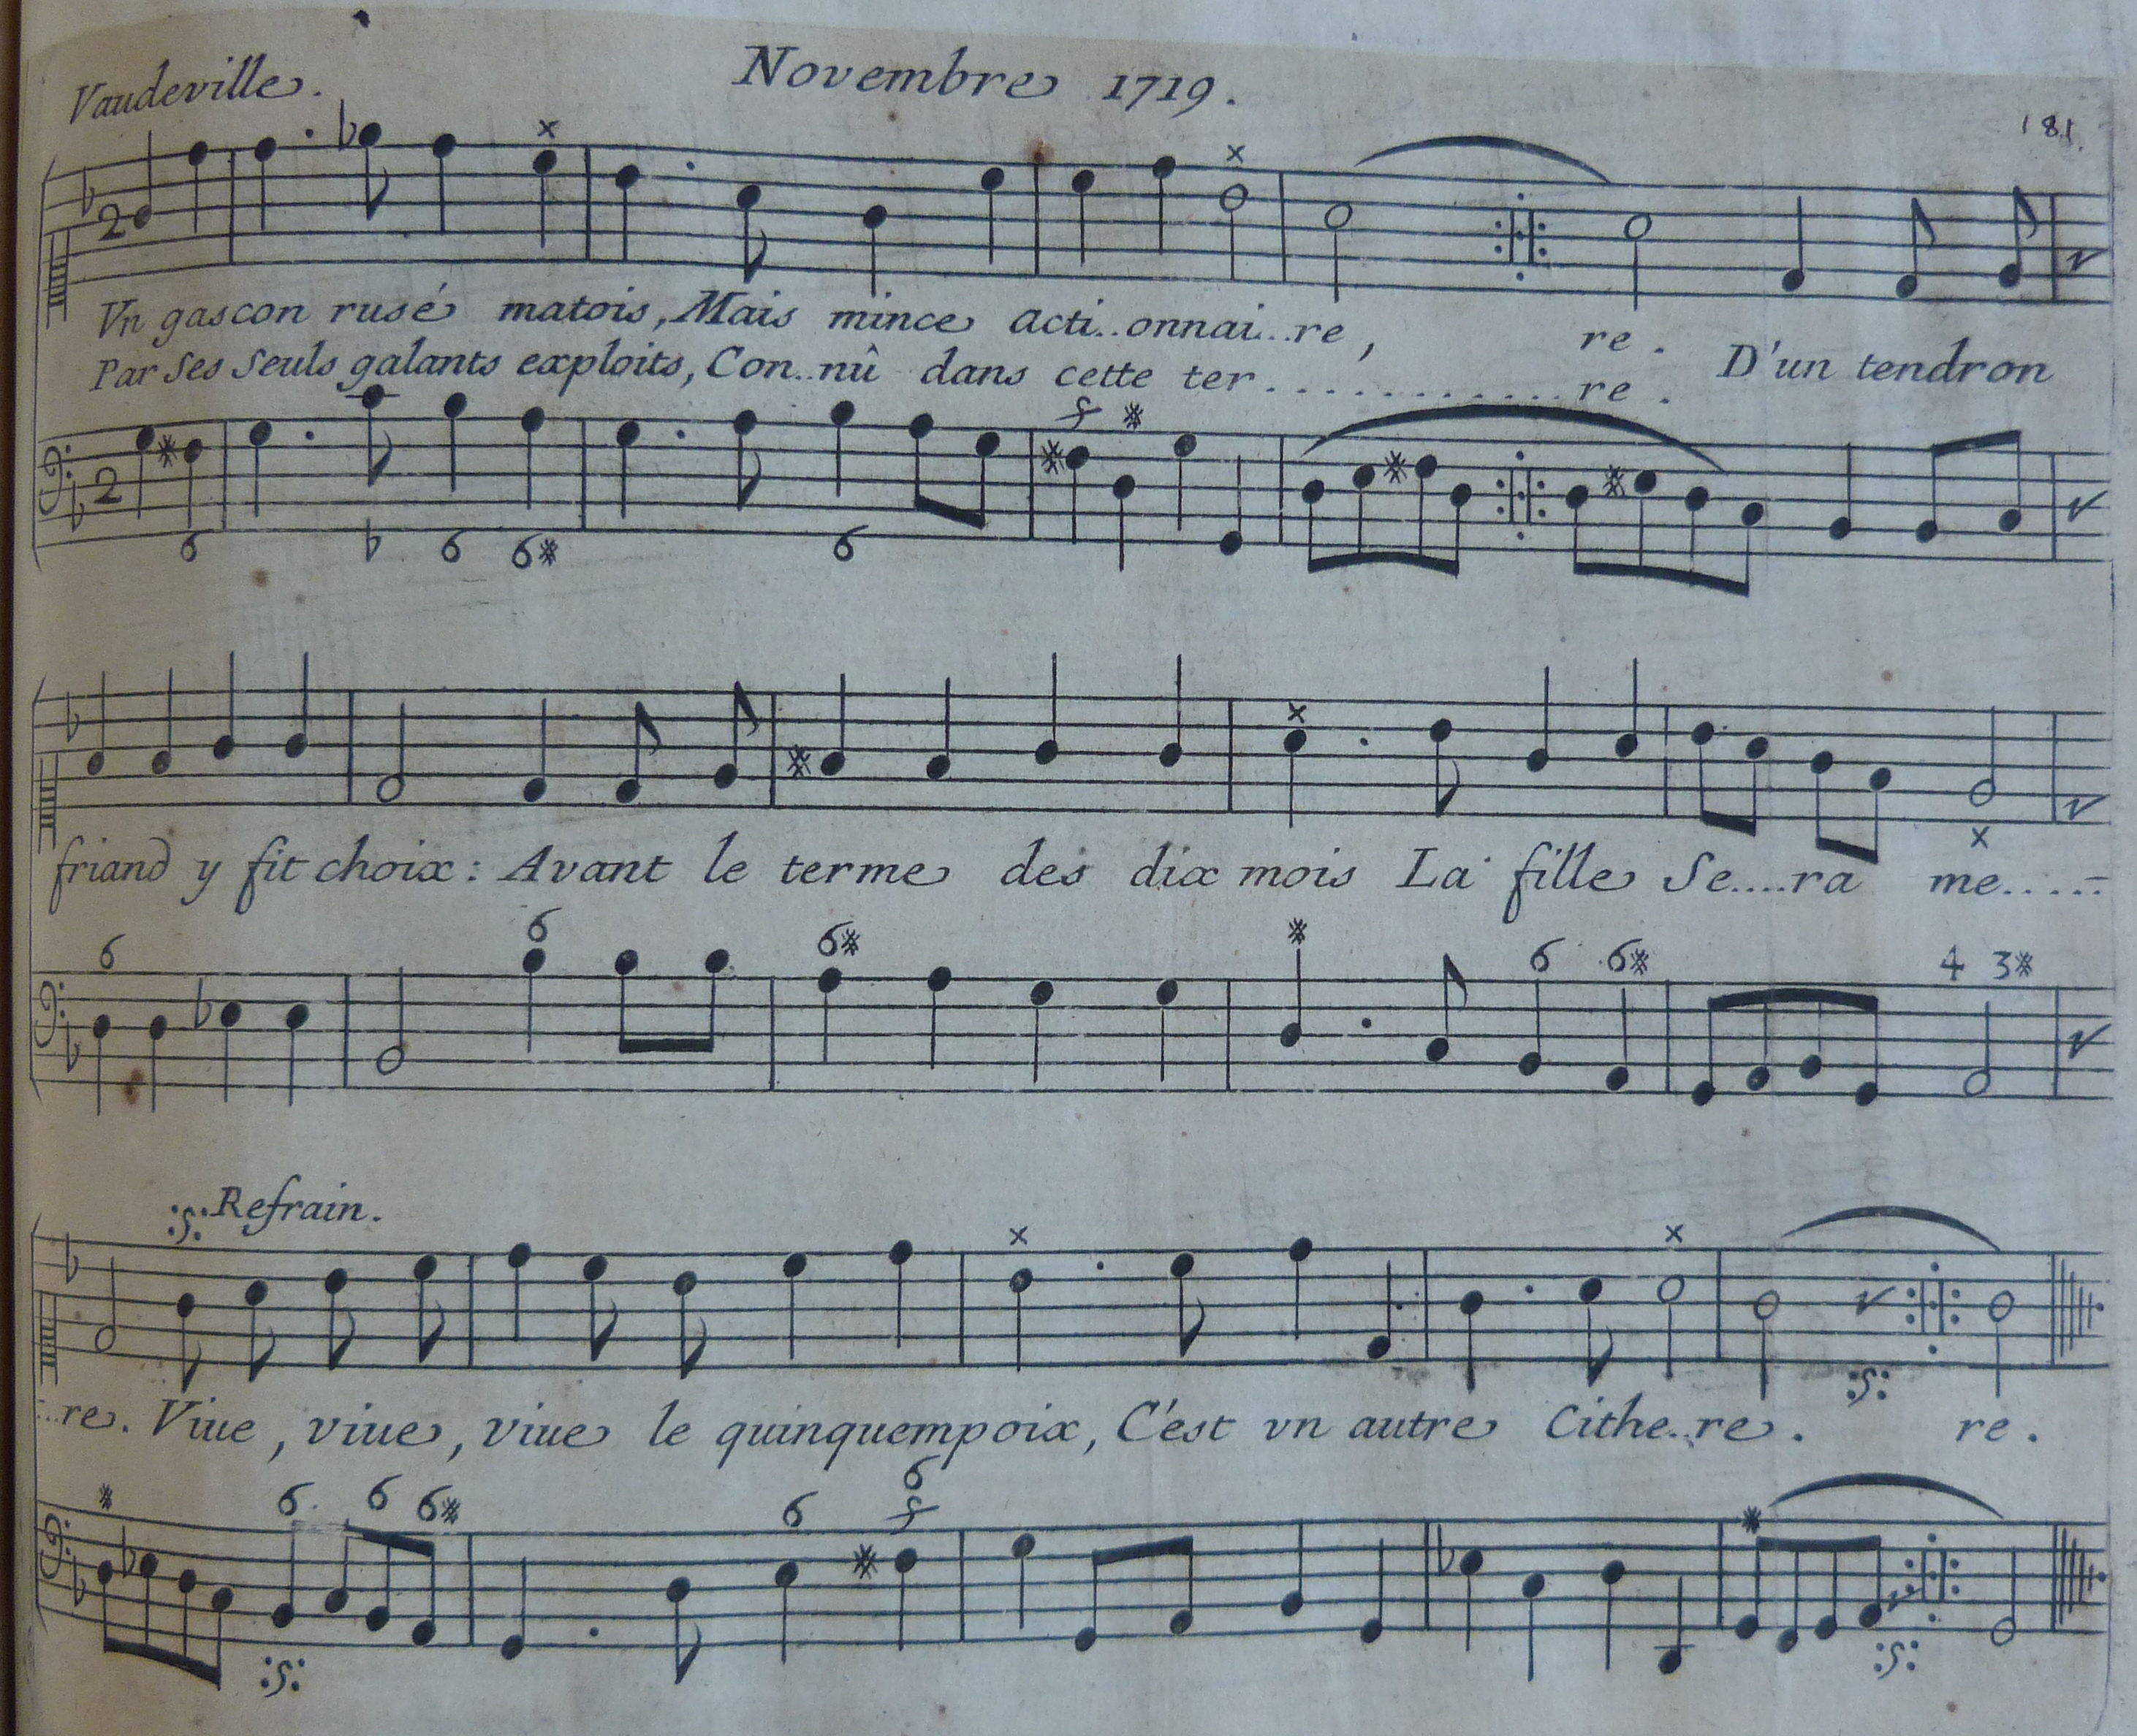 Vaudeville.
Novembre 1719.
181.
Vn gascon rusé matois, Mais mince acti..onnai...re, re.
Par ses seuls galants exploits, Con..nû dans cette ter............re. D'un tendron
6 b 6 6 6
friand y fit choix : Avant le terme des dix mois La fille se....ra me.....
6 6 6 6 6 4 3
Refrain.
...re. Viue, viue, viue le quinquempoix, C'est vn autre Cithe..re. re.
6 6 6 6 6